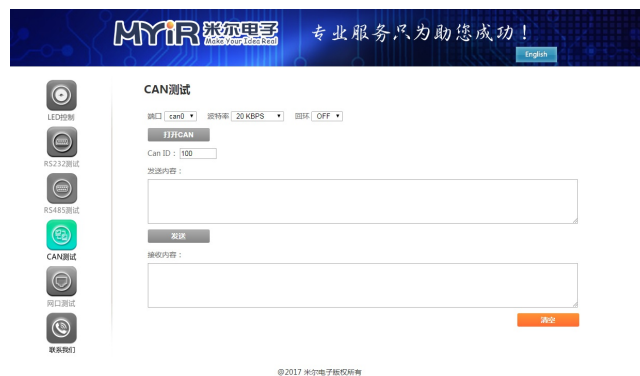 MYiR 米尔电子 专业服务只为助您成功！
Make Your Idea Real
English
CAN测试
LED控制
端口 can0 波特率 20 KBPS 回环 OFF
打开CAN
RS232测试
Can ID： 100
发送内容：
RS485测试
发送
CAN测试
接收内容：
网口测试
清空
联系我们
@2017 米尔电子版权所有